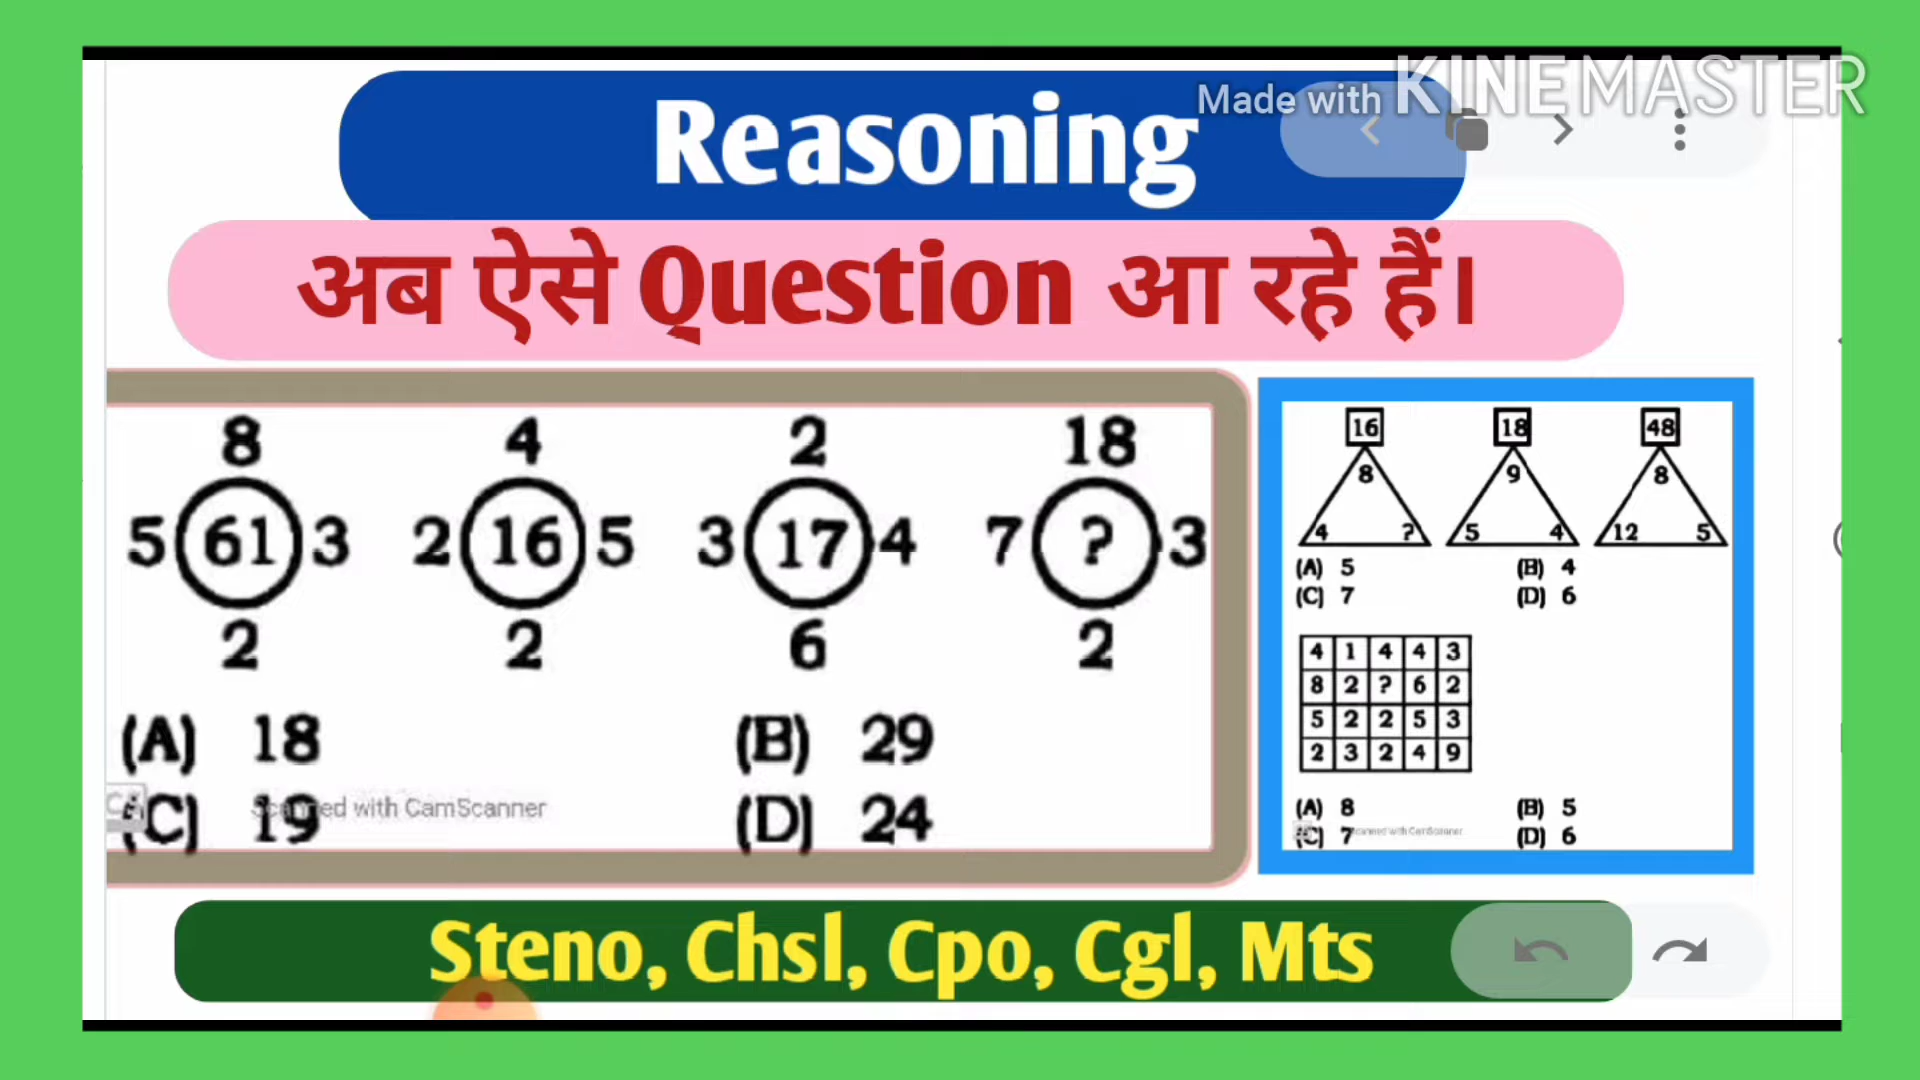 Made with KINEMASTER
Reasoning
अब ऐसे Question आ रहे हैं।
8 4 2 18
5 61 3 2 16 5 3 17 4 7 ? 3
2 2 6 2
(A) 18 (B) 29
(C) 19 (D) 24
Scanned with CamScanner
16 18 48
8 9 8
4 ? 5 4 12 5
(A) 5 (B) 4
(C) 7 (D) 6
4 1 4 4 3
8 2 ? 6 2
5 2 2 5 3
2 3 2 4 9
(A) 8 (B) 5
(C) 7 (D) 6
Scanned with CamScanner
Steno, Chsl, Cpo, Cgl, Mts